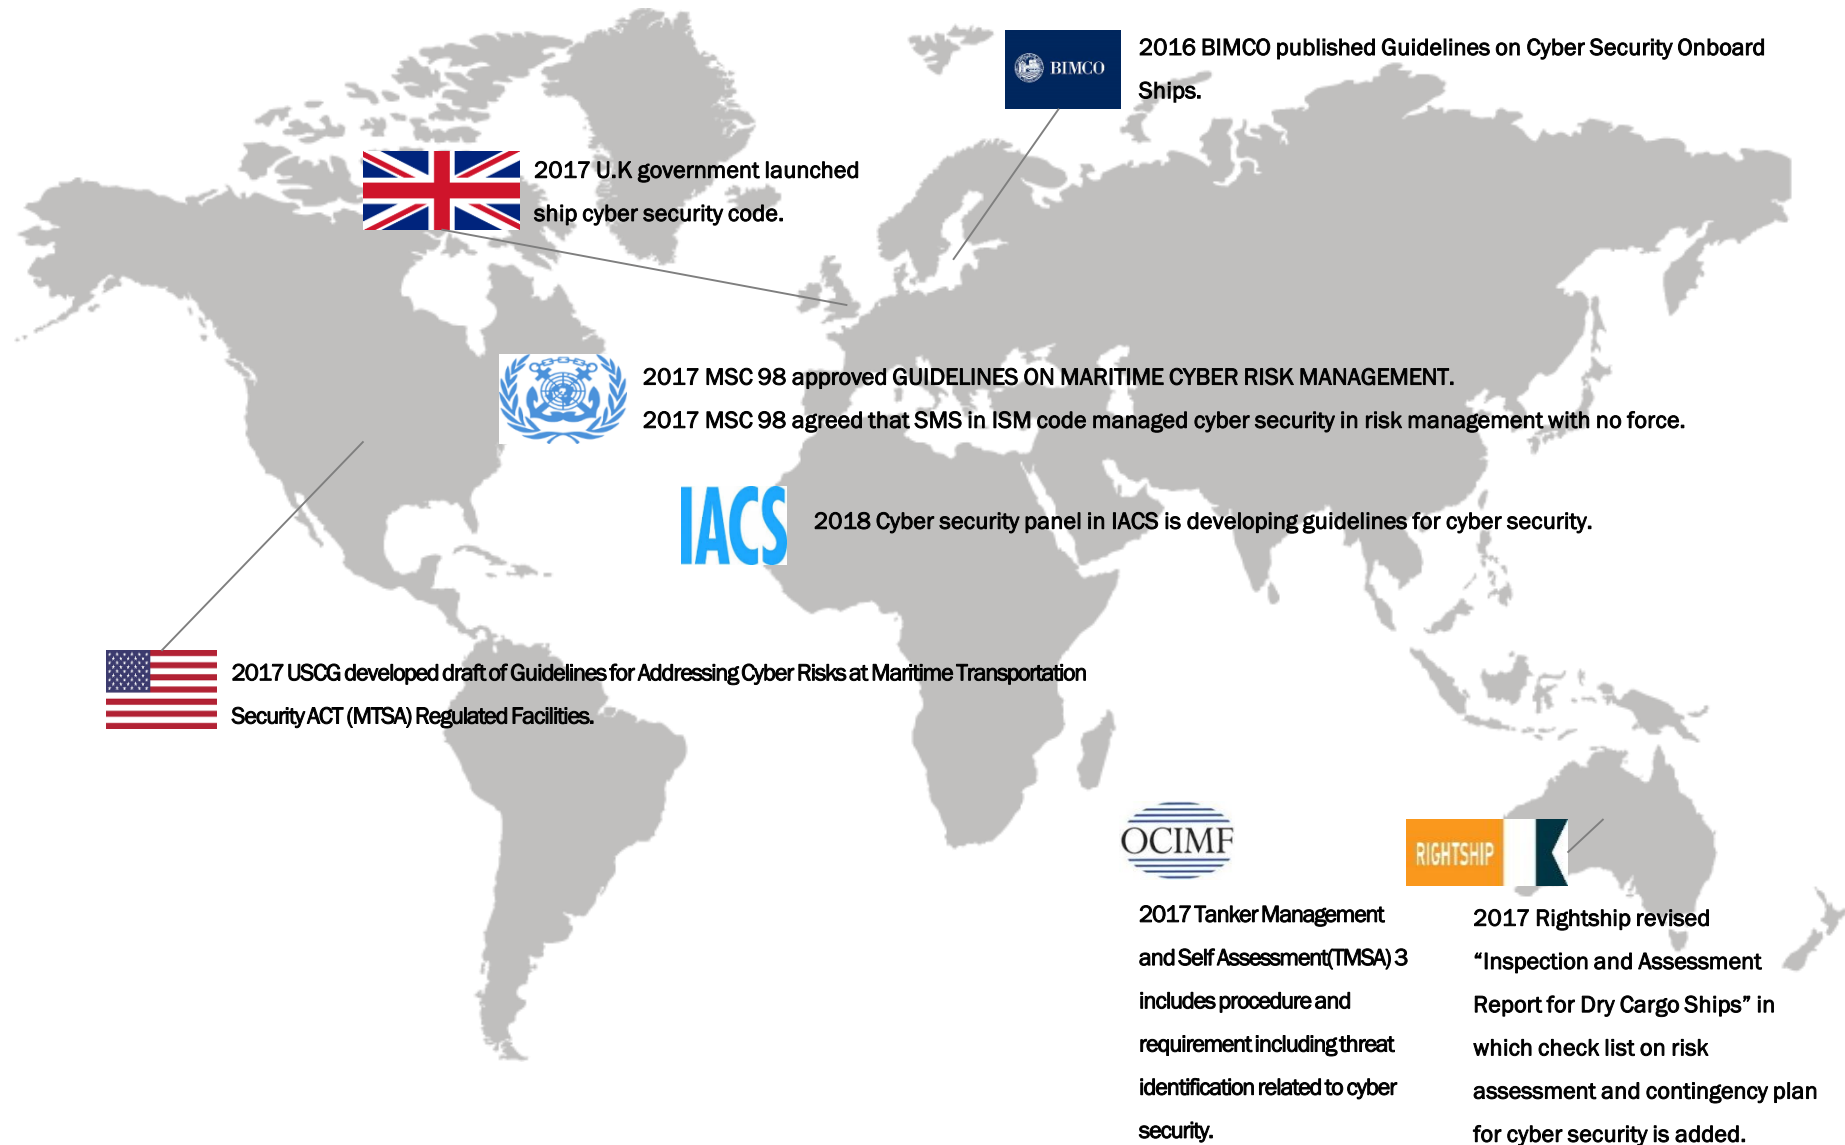 BIMCO
2016 BIMCO published Guidelines on Cyber Security Onboard
Ships.
2017 U.K government launched
ship cyber security code.
2017 MSC 98 approved GUIDELINES ON MARITIME CYBER RISK MANAGEMENT.
2017 MSC 98 agreed that SMS in ISM code managed cyber security in risk management with no force.
IACS
2018 Cyber security panel in IACS is developing guidelines for cyber security.
2017 USCG developed draft of Guidelines for Addressing Cyber Risks at Maritime Transportation
Security ACT (MTSA) Regulated Facilities.
OCIMF
2017 Tanker Management
and Self Assessment(TMSA) 3
includes procedure and
requirement including threat
identification related to cyber
security.
RIGHTSHIP
2017 Rightship revised
“Inspection and Assessment
Report for Dry Cargo Ships” in
which check list on risk
assessment and contingency plan
for cyber security is added.